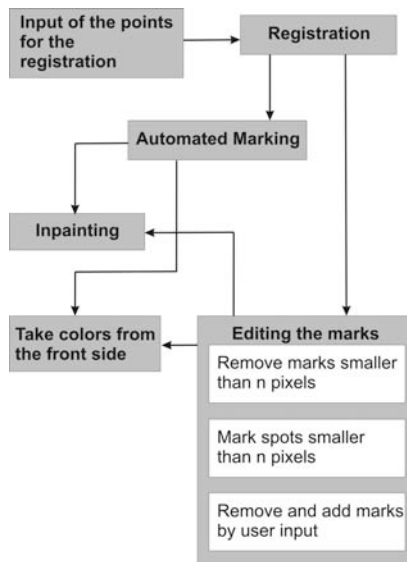 Input of the points
for the
registration
Registration
Automated Marking
Inpainting
Take colors from
the front side
Editing the marks
Remove marks smaller
than n pixels
Mark spots smaller
than n pixels
Remove and add marks
by user input